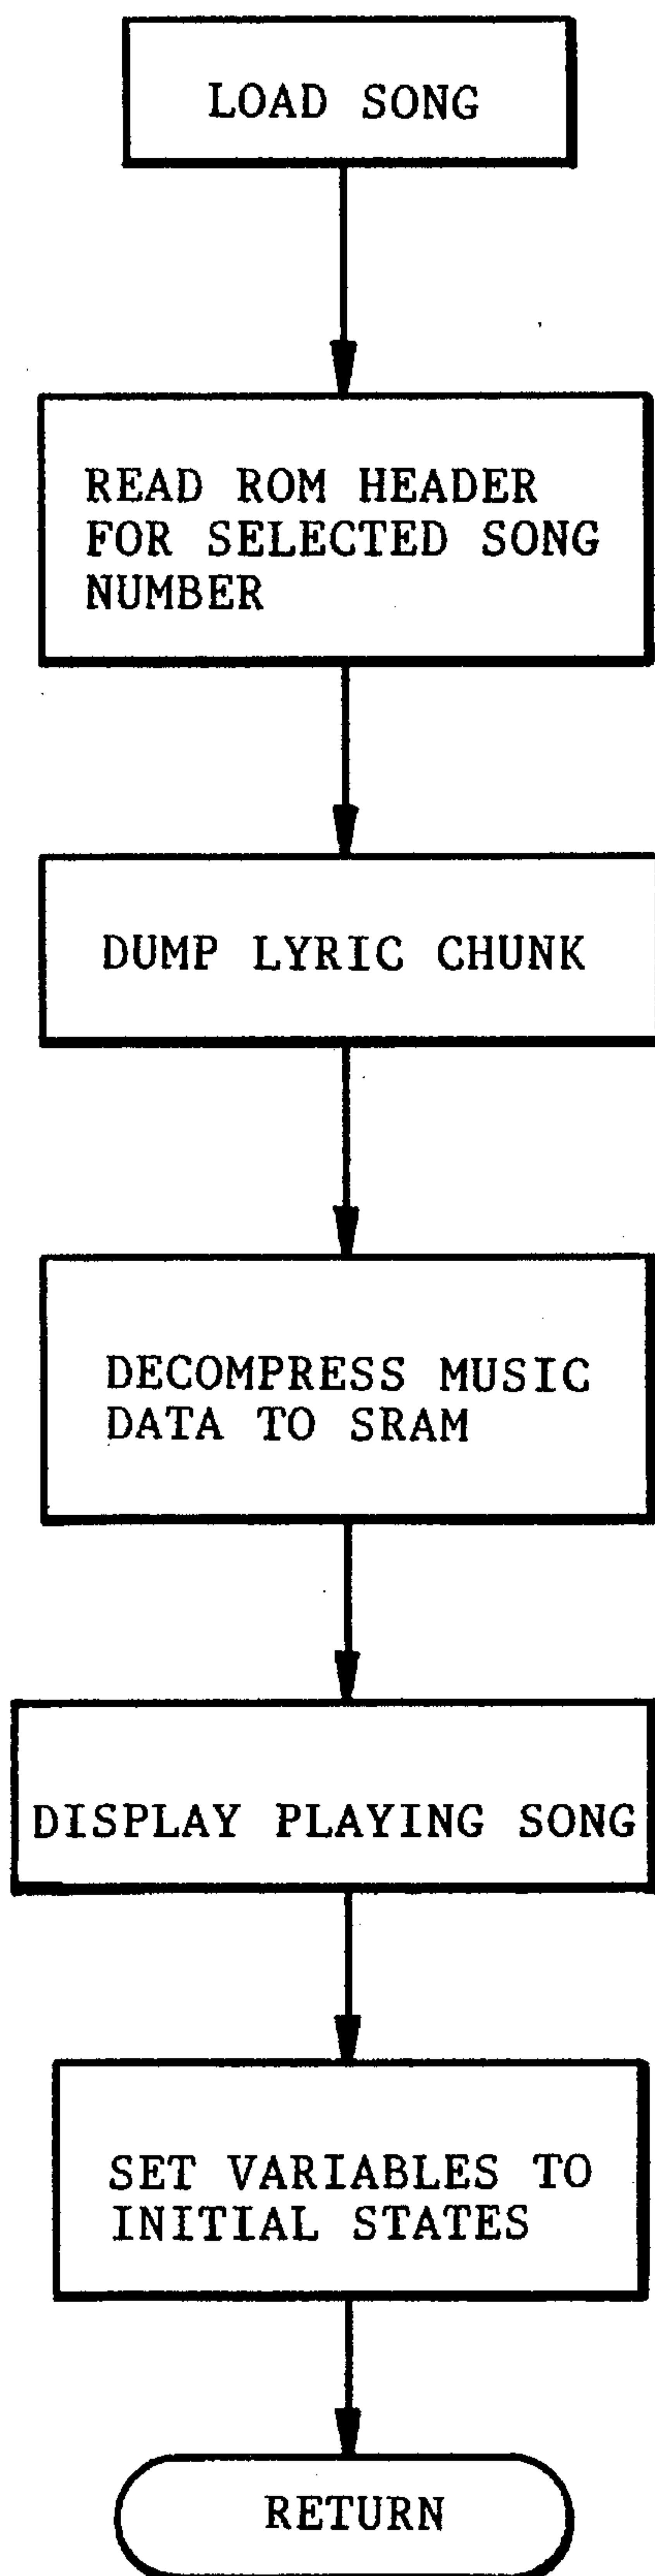 LOAD SONG
READ ROM HEADER
FOR SELECTED SONG
NUMBER
DUMP LYRIC CHUNK
DECOMPRESS MUSIC
DATA TO SRAM
DISPLAY PLAYING SONG
SET VARIABLES TO
INITIAL STATES
RETURN